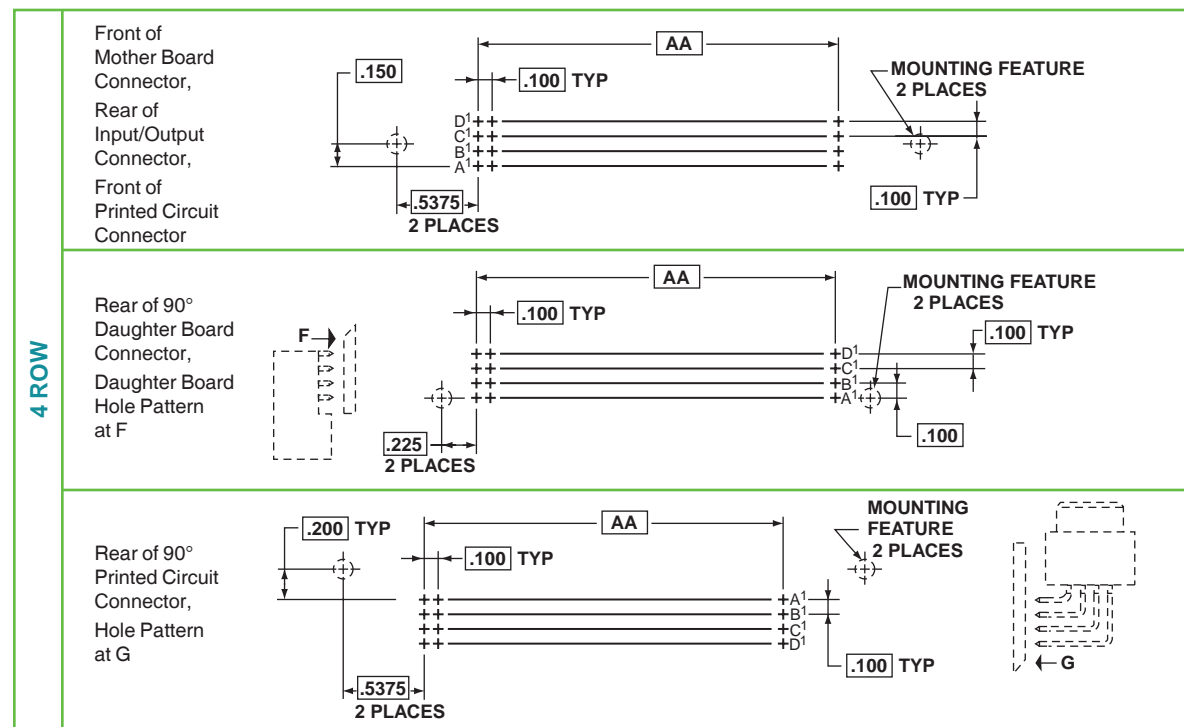 4 ROW
Front of
Mother Board
Connector,
Rear of
Input/Output
Connector,
Front of
Printed Circuit
Connector
.150
.100 TYP
AA
MOUNTING FEATURE
2 PLACES
D1
C1
B1
A1
.5375
2 PLACES
.100 TYP
Rear of 90°
Daughter Board
Connector,
Daughter Board
Hole Pattern
at F
F
AA
.100 TYP
MOUNTING FEATURE
2 PLACES
.100 TYP
D1
C1
B1
A1
.225
2 PLACES
.100
Rear of 90°
Printed Circuit
Connector,
Hole Pattern
at G
.200 TYP
AA
.100 TYP
MOUNTING
FEATURE
2 PLACES
A1
B1
C1
D1
.100 TYP
G
.5375
2 PLACES